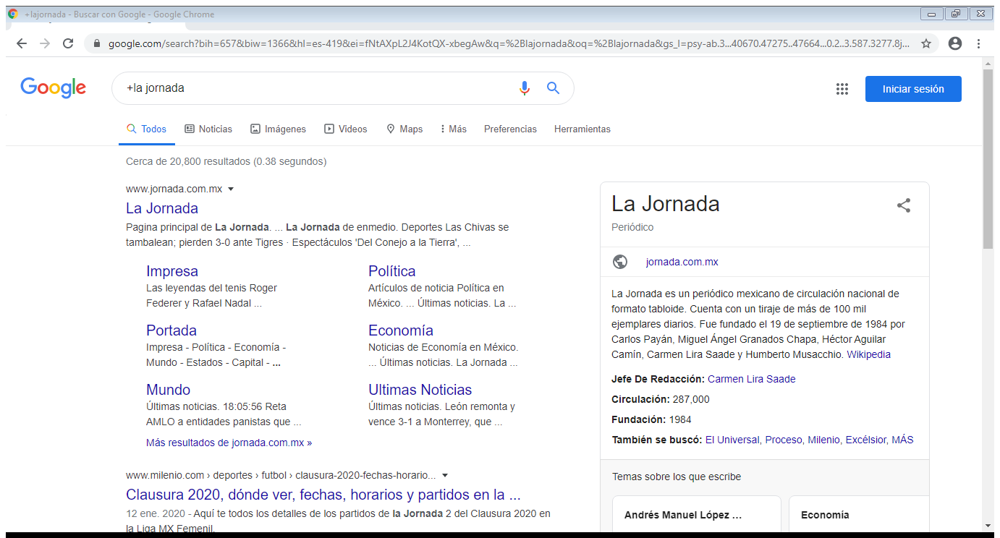 +lajornada - Buscar con Google - Google Chrome
google.com/search?bih=657&biw=1366&hl=es-419&ei=fNtAXpL2J4KotQX-xbegAw&q=%2Blajornada&oq=%2Blajornada&gs_l=psy-ab.3...40670.47275..47664...0.2..3.587.3277.8j...
Google
+la jornada
Iniciar sesión
Todos Noticias Imágenes Videos Maps Más Preferencias Herramientas
Cerca de 20,800 resultados (0.38 segundos)
www.jornada.com.mx
La Jornada
Pagina principal de La Jornada. ... La Jornada de enmedio. Deportes Las Chivas se
tambalean; pierden 3-0 ante Tigres · Espectáculos 'Del Conejo a la Tierra', ...
Impresa
Las leyendas del tenis Roger
Federer y Rafael Nadal ...
Política
Artículos de noticia Política en
México. ... Últimas noticias. La ...
Portada
Impresa - Política - Economía -
Mundo - Estados - Capital - ...
Economía
Noticias de Economía en México.
... Últimas noticias. La Jornada ...
Mundo
Últimas noticias. 18:05:56 Reta
AMLO a entidades panistas que ...
Ultimas Noticias
Últimas noticias. León remonta y
vence 3-1 a Monterrey, que ...
Más resultados de jornada.com.mx »
www.milenio.com › deportes › futbol › clausura-2020-fechas-horario...
Clausura 2020, dónde ver, fechas, horarios y partidos en la ...
12 ene. 2020 - Aquí te todos los detalles de los partidos de la Jornada 2 del Clausura 2020 en
la Liga MX Femenil.
La Jornada
Periódico
jornada.com.mx
La Jornada es un periódico mexicano de circulación nacional de
formato tabloide. Cuenta con un tiraje de más de 100 mil
ejemplares diarios. Fue fundado el 19 de septiembre de 1984 por
Carlos Payán, Miguel Ángel Granados Chapa, Héctor Aguilar
Camín, Carmen Lira Saade y Humberto Musacchio. Wikipedia
Jefe De Redacción: Carmen Lira Saade
Circulación: 287,000
Fundación: 1984
También se buscó: El Universal, Proceso, Milenio, Excélsior, MÁS
Temas sobre los que escribe
Andrés Manuel López ...
Economía